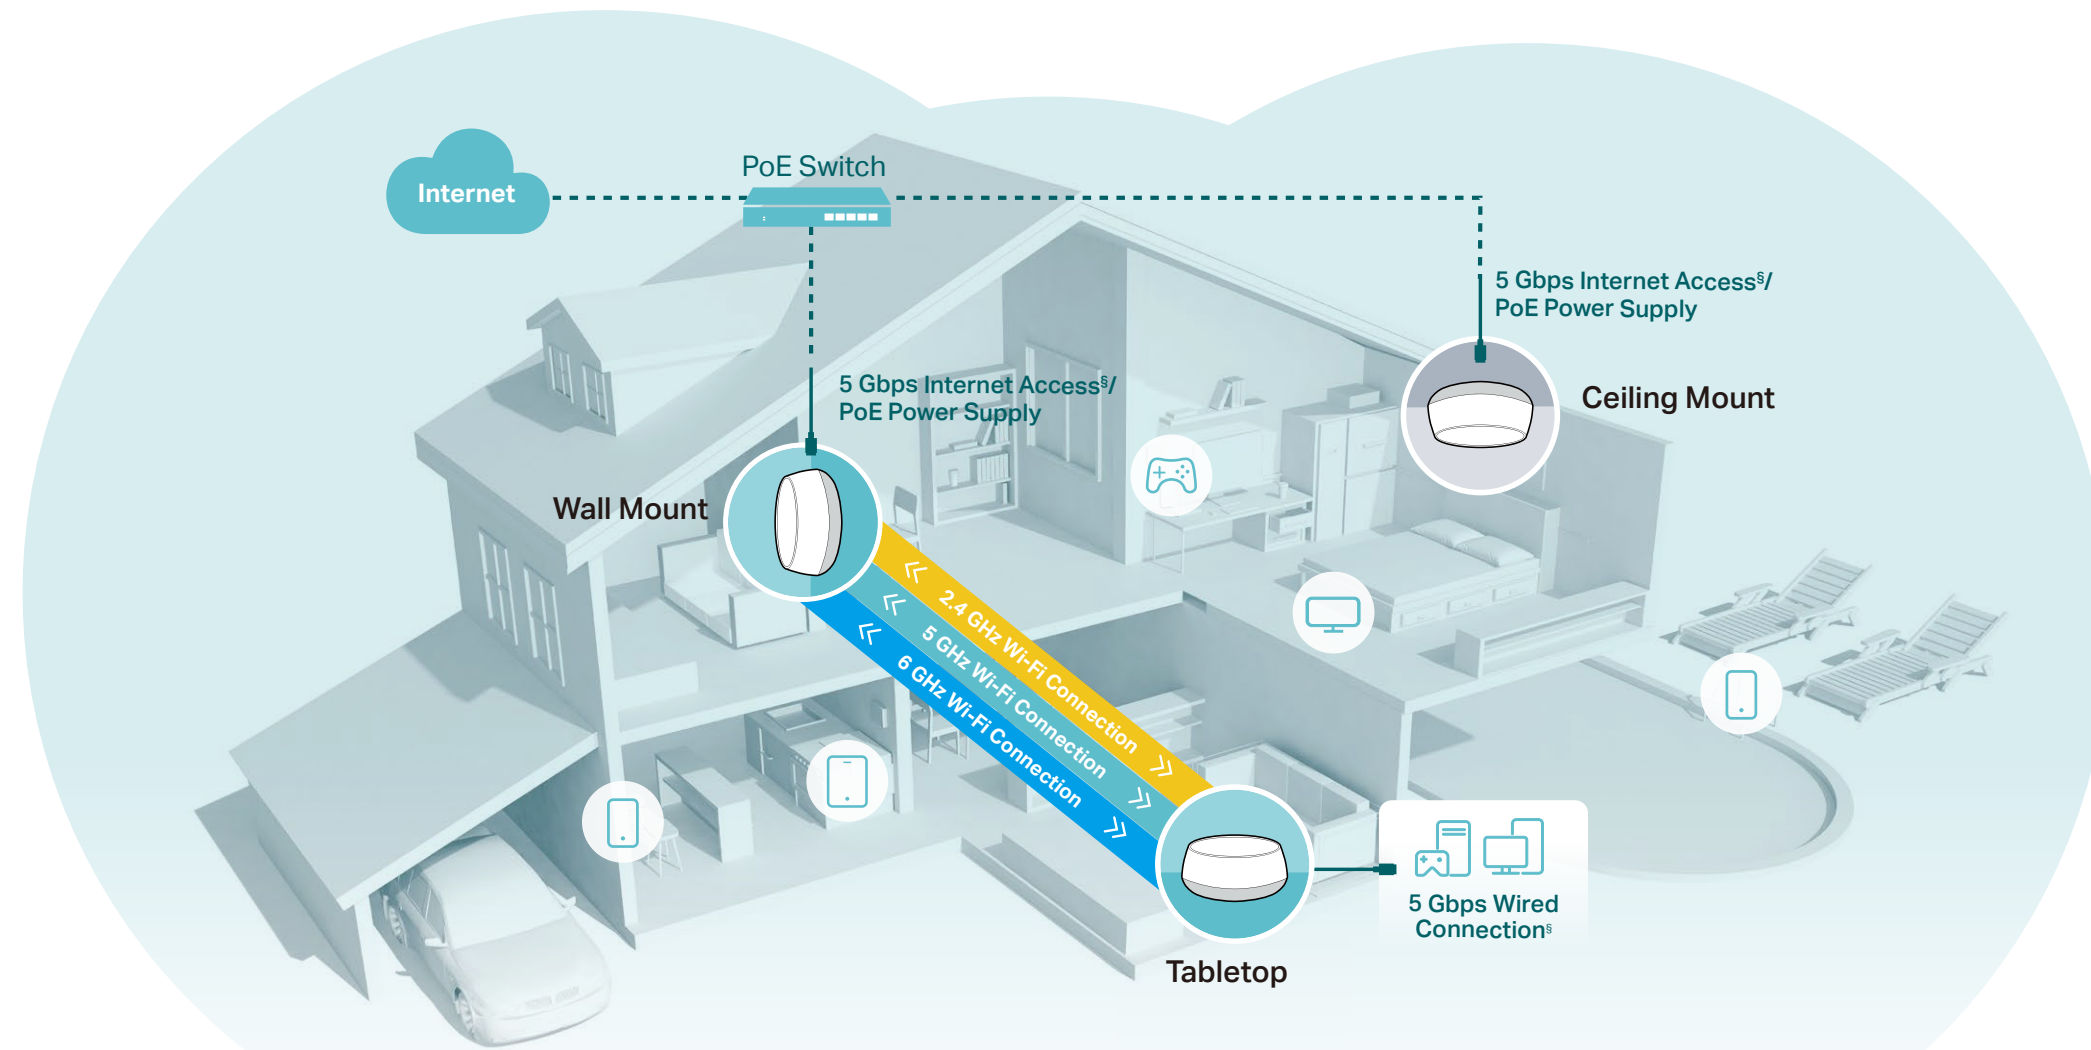 PoE Switch
Internet
5 Gbps Internet Access§/
PoE Power Supply
5 Gbps Internet Access§/
PoE Power Supply
Ceiling Mount
Wall Mount
2.4 GHz Wi-Fi Connection
5 GHz Wi-Fi Connection
6 GHz Wi-Fi Connection
5 Gbps Wired
Connection§
Tabletop